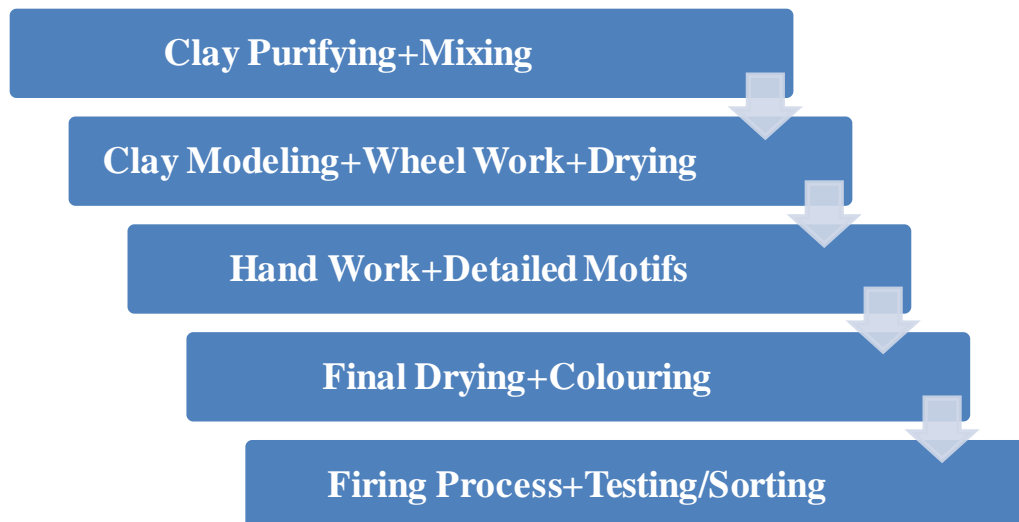 Clay Purifying+Mixing
Clay Modeling+Wheel Work+Drying
Hand Work+Detailed Motifs
Final Drying+Colouring
Firing Process+Testing/Sorting